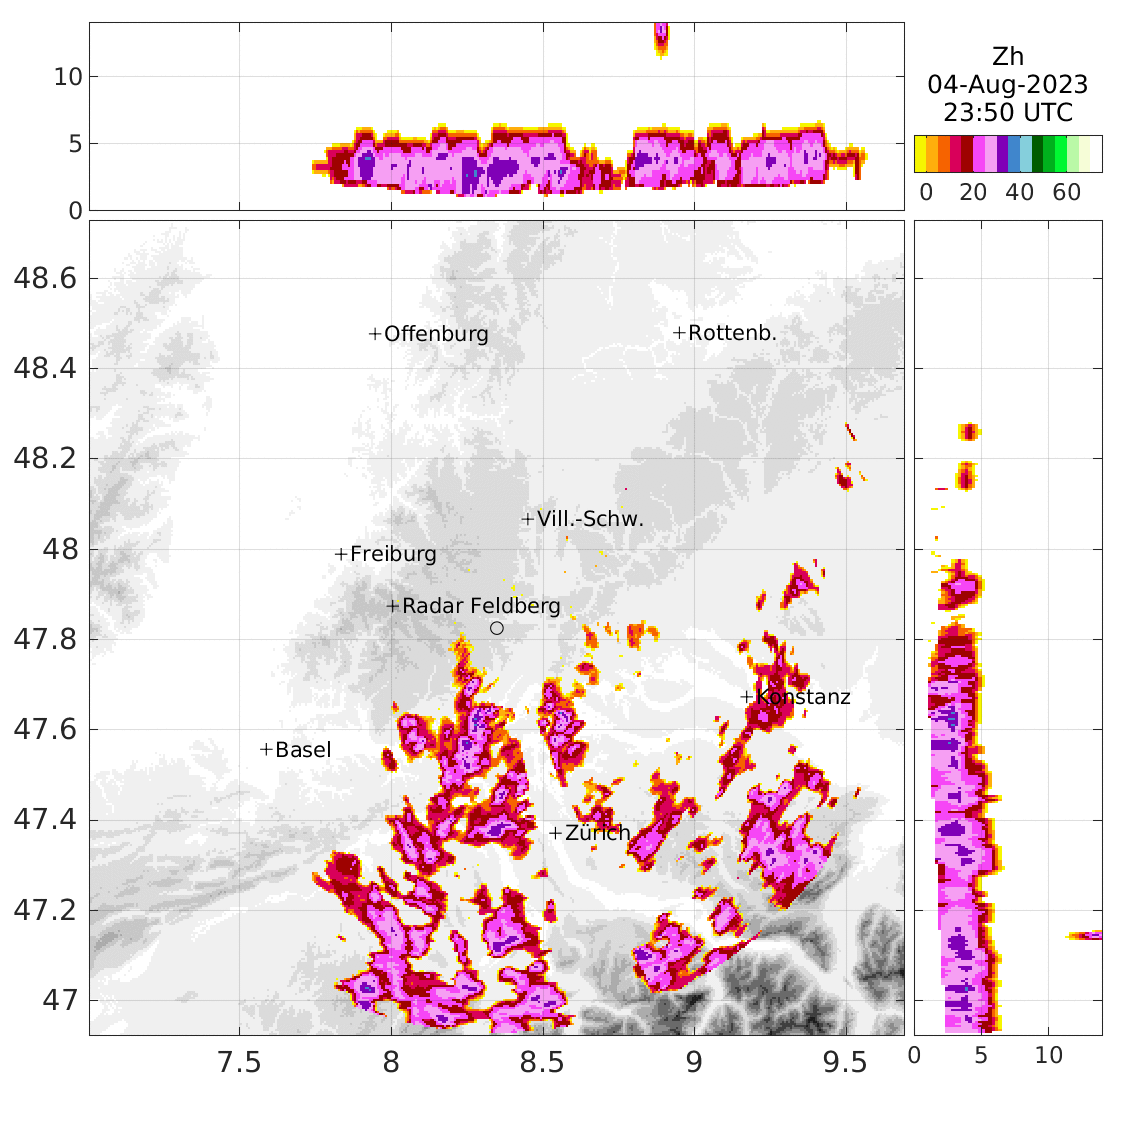 10
5
0
Zh
04-Aug-2023
23:50 UTC
0 20 40 60
48.6
48.4
48.2
48
47.8
47.6
47.4
47.2
47
+Offenburg
+Rottenb.
+Vill.-Schw.
+Freiburg
+Radar Feldberg
+Konstanz
+Basel
+Zürich
7.5 8 8.5 9 9.5
0 5 10